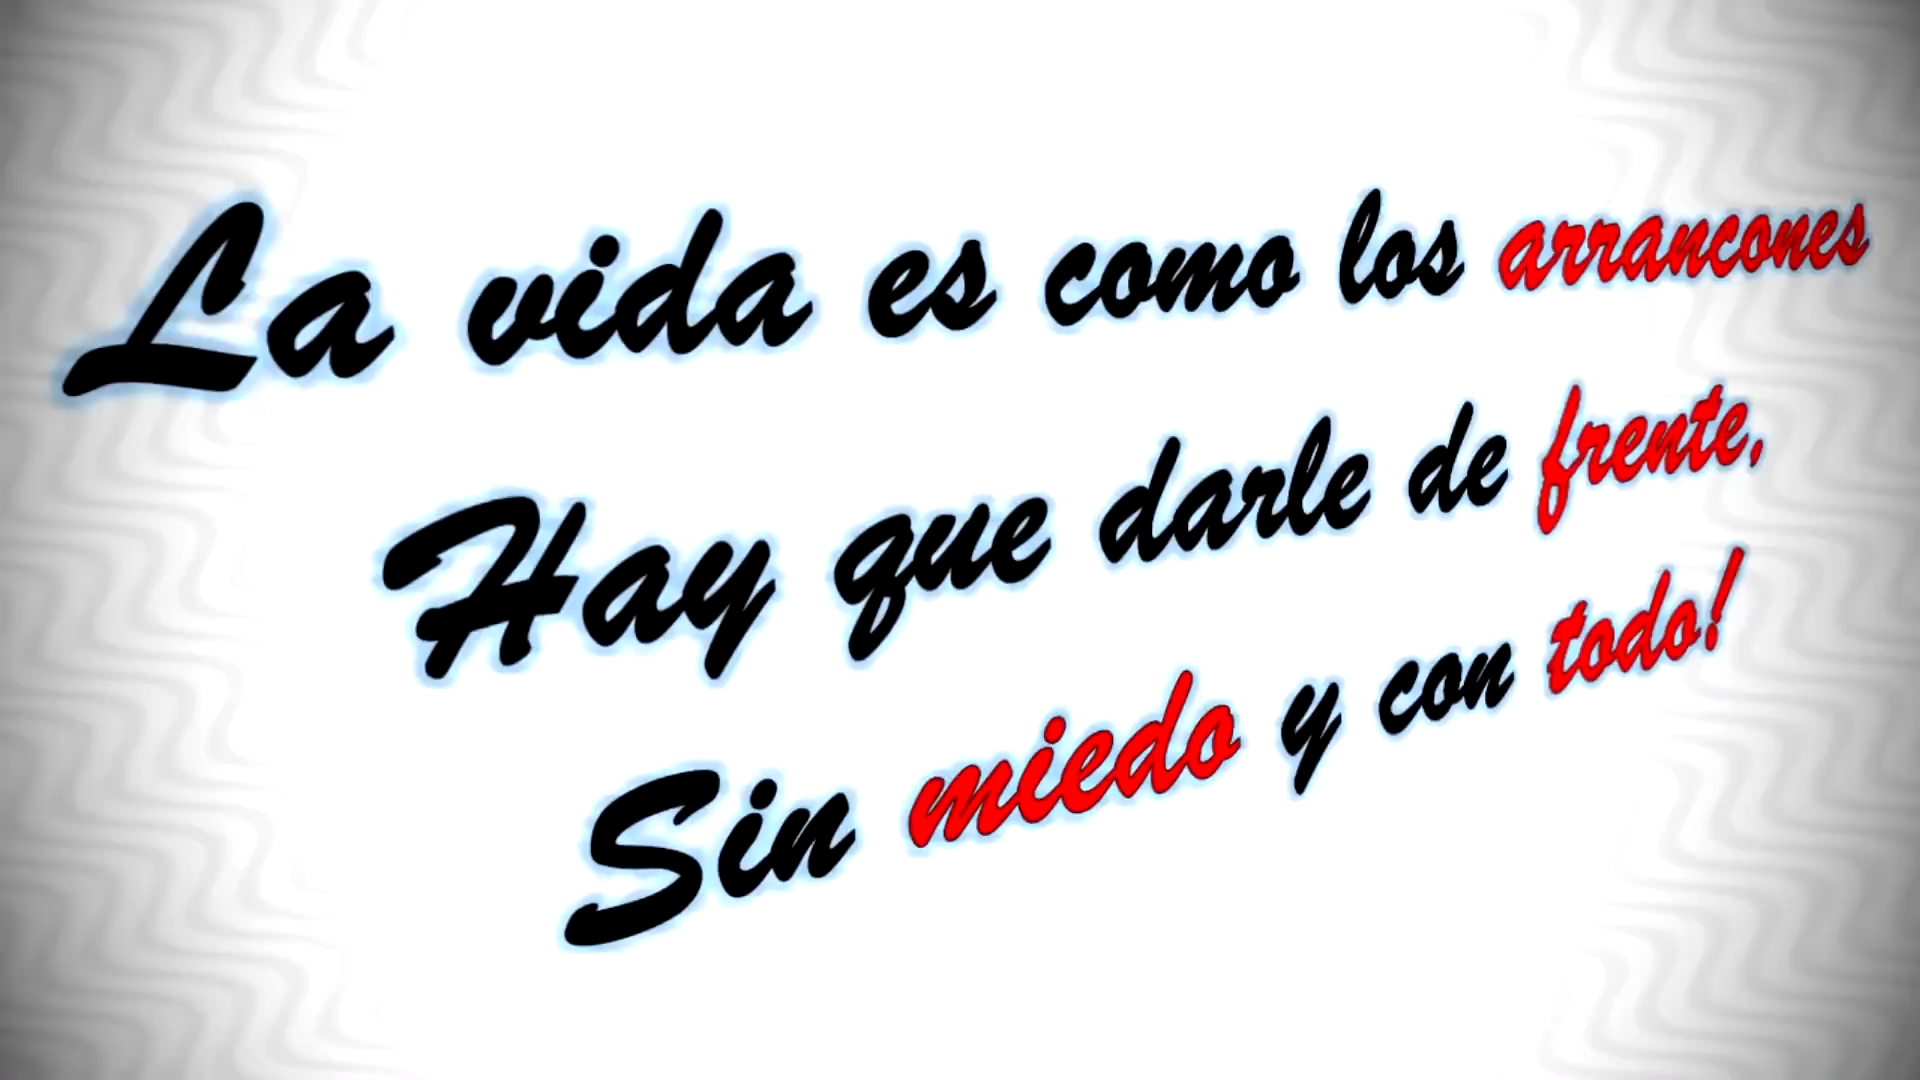 La vida es como los arrancones
Hay que darle de frente,
Sin miedo y con todo!